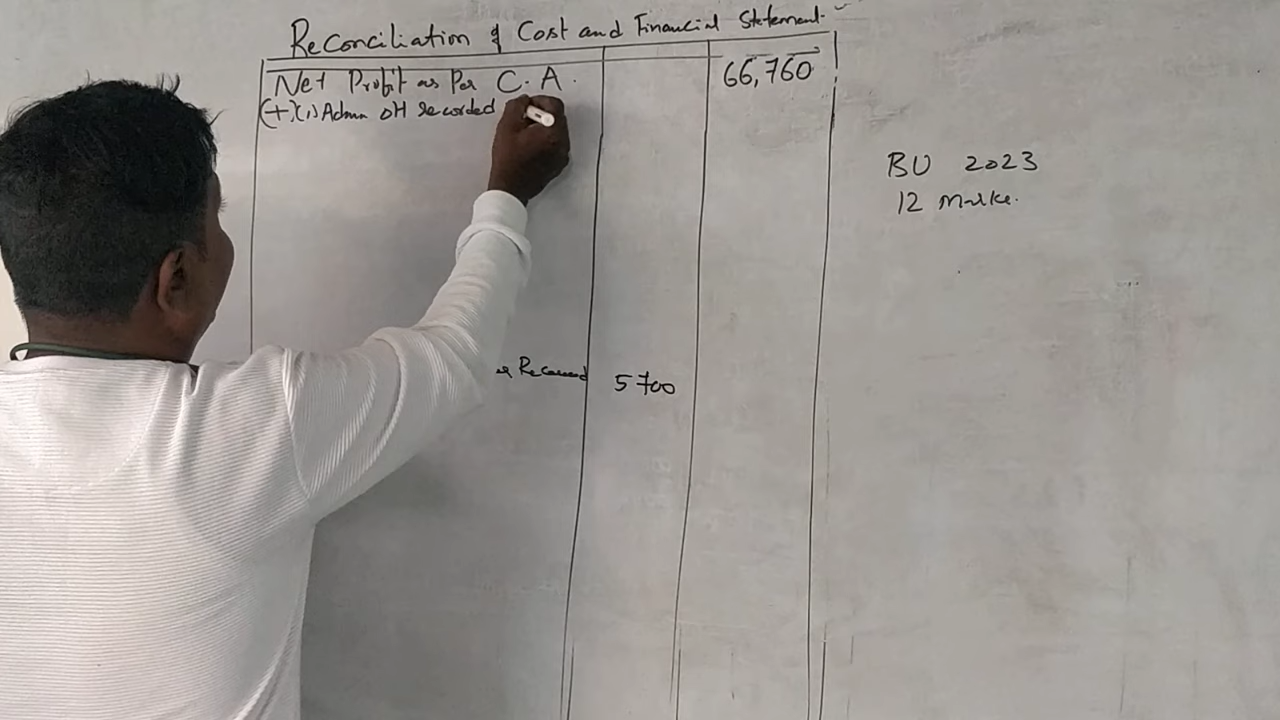 Reconciliation of Cost and Financial Statement
Net Profit as Per C.A. 66,760
(+) (1) Admn OH recorded
BU 2023
12 Marks.
5700